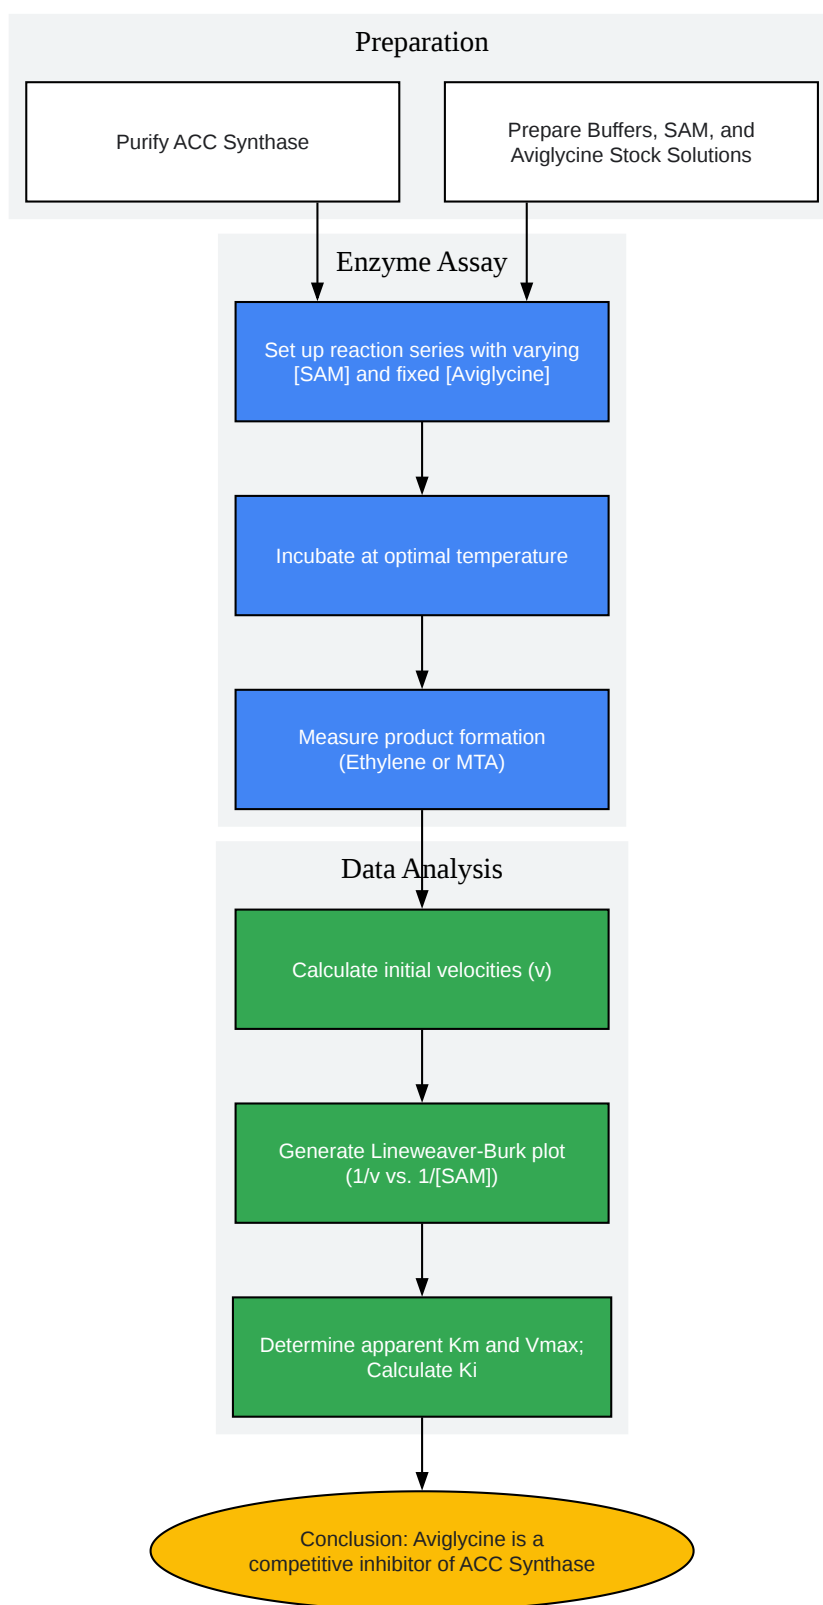 Preparation
Purify ACC Synthase
Prepare Buffers, SAM, and
Aviglycine Stock Solutions
Enzyme Assay
Set up reaction series with varying
[SAM] and fixed [Aviglycine]
Incubate at optimal temperature
Measure product formation
(Ethylene or MTA)
Data Analysis
Calculate initial velocities (v)
Generate Lineweaver-Burk plot
(1/v vs. 1/[SAM])
Determine apparent Km and Vmax;
Calculate Ki
Conclusion: Aviglycine is a
competitive inhibitor of ACC Synthase